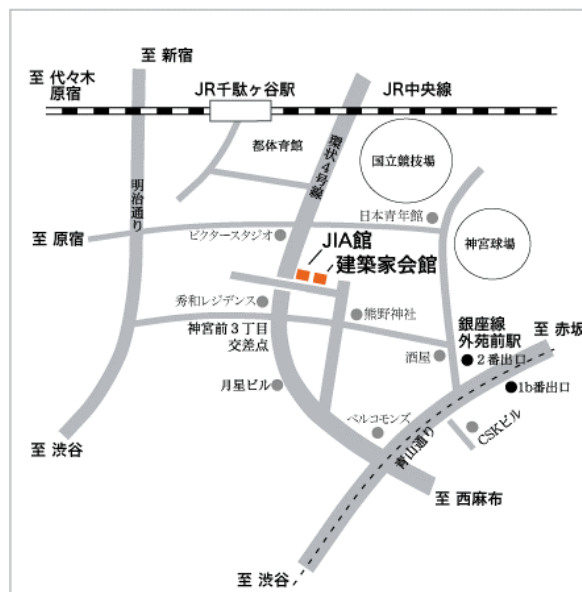 至 新宿
至 代々木
原宿
JR千駄ヶ谷駅
JR中央線
都体育館
環状4号線
国立競技場
明治通り
日本青年館
神宮球場
至 原宿
ビクタースタジオ
JIA館
建築家会館
秀和レジデンス
熊野神社
神宮前3丁目
交差点
銀座線
外苑前駅
至 赤坂
酒屋
2番出口
月星ビル
1b番出口
ベルコモンズ
青山通り
CSKビル
至 渋谷
至 西麻布
至 渋谷